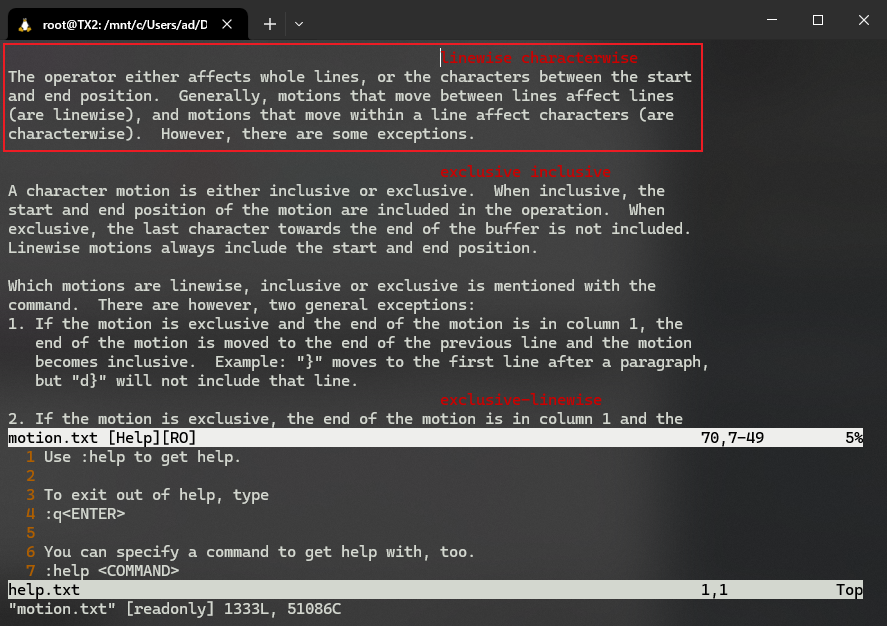 root@TX2: /mnt/c/Users/ad/D
linewise characterwise
The operator either affects whole lines, or the characters between the start
and end position.  Generally, motions that move between lines affect lines
(are linewise), and motions that move within a line affect characters (are
characterwise).  However, there are some exceptions.
exclusive inclusive
A character motion is either inclusive or exclusive.  When inclusive, the
start and end position of the motion are included in the operation.  When
exclusive, the last character towards the end of the buffer is not included.
Linewise motions always include the start and end position.
Which motions are linewise, inclusive or exclusive is mentioned with the
command.  There are however, two general exceptions:
1. If the motion is exclusive and the end of the motion is in column 1, the
   end of the motion is moved to the end of the previous line and the motion
   becomes inclusive.  Example: "}" moves to the first line after a paragraph,
   but "d}" will not include that line.
exclusive-linewise
2. If the motion is exclusive, the end of the motion is in column 1 and the
motion.txt [Help][RO] 70,7-49 5%
1 Use :help to get help.
2
3 To exit out of help, type
4 :q<ENTER>
5
6 You can specify a command to get help with, too.
7 :help <COMMAND>
help.txt 1,1 Top
"motion.txt" [readonly] 1333L, 51086C